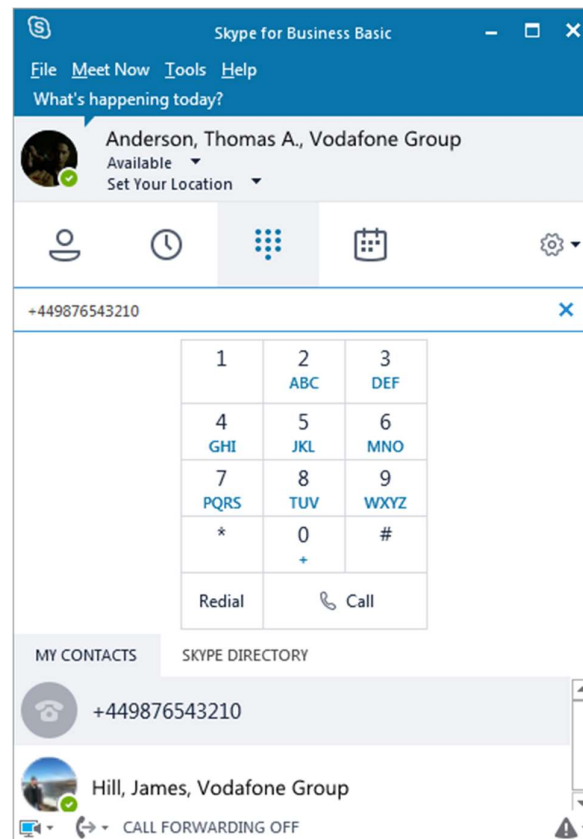 Skype for Business Basic
File Meet Now Tools Help
What's happening today?
Anderson, Thomas A., Vodafone Group
Available
Set Your Location
+449876543210
1 2 3
ABC DEF
4 5 6
GHI JKL MNO
7 8 9
PQRS TUV WXYZ
* 0 #
+
Redial Call
MY CONTACTS SKYPE DIRECTORY
+449876543210
Hill, James, Vodafone Group
CALL FORWARDING OFF